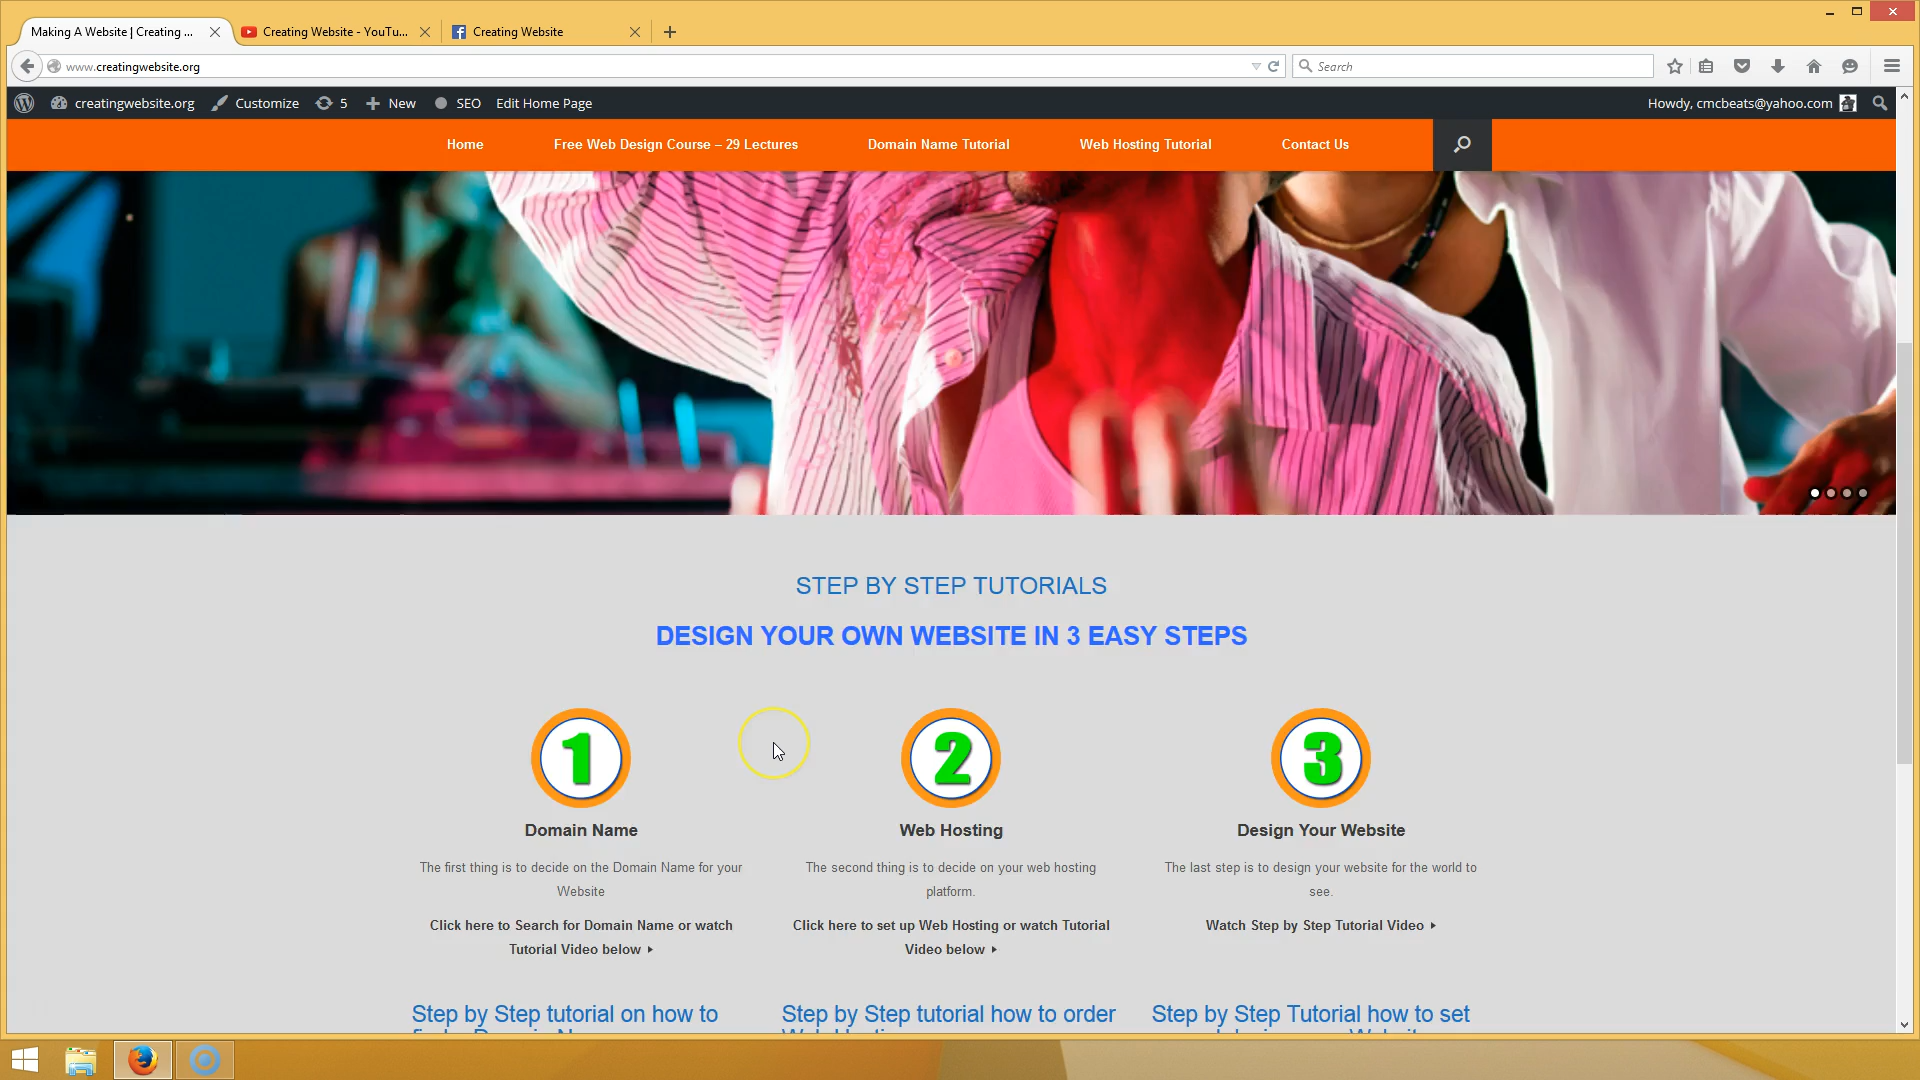 Making A Website | Creating ...
Creating Website - YouTu...
Creating Website
www.creatingwebsite.org
Search
creatingwebsite.org
Customize
5
New
SEO
Edit Home Page
Howdy, cmcbeats@yahoo.com
Home
Free Web Design Course – 29 Lectures
Domain Name Tutorial
Web Hosting Tutorial
Contact Us
STEP BY STEP TUTORIALS
DESIGN YOUR OWN WEBSITE IN 3 EASY STEPS
1
Domain Name
The first thing is to decide on the Domain Name for your
Website
Click here to Search for Domain Name or watch
Tutorial Video below
2
Web Hosting
The second thing is to decide on your web hosting
platform.
Click here to set up Web Hosting or watch Tutorial
Video below
3
Design Your Website
The last step is to design your website for the world to
see.
Watch Step by Step Tutorial Video
Step by Step tutorial on how to
Step by Step tutorial how to order
Step by Step Tutorial how to set